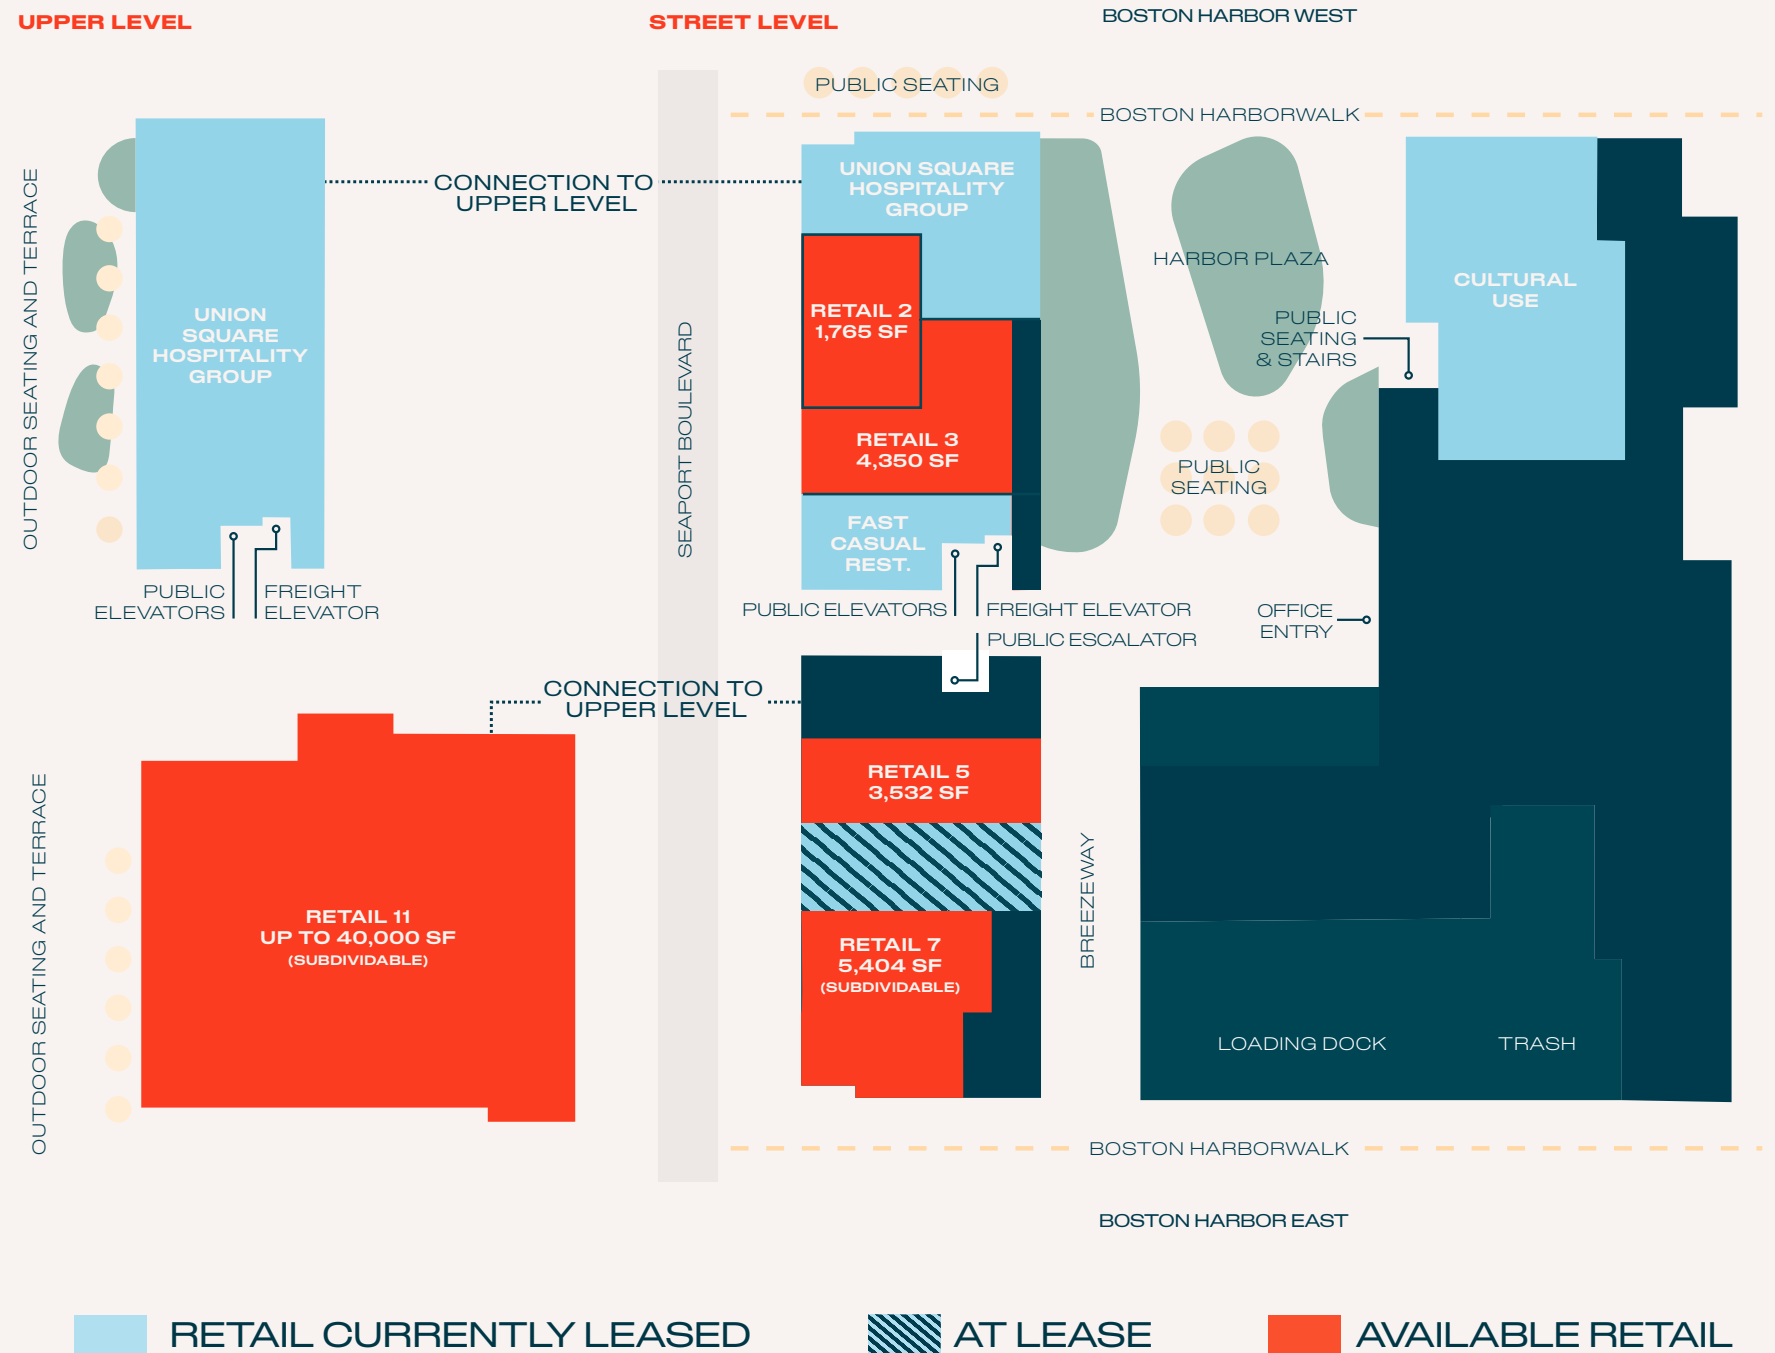 UPPER LEVEL
STREET LEVEL
BOSTON HARBOR WEST
PUBLIC SEATING
BOSTON HARBORWALK
OUTDOOR SEATING AND TERRACE
UNION
SQUARE
HOSPITALITY
GROUP
CONNECTION TO
UPPER LEVEL
UNION SQUARE
HOSPITALITY
GROUP
HARBOR PLAZA
CULTURAL
USE
RETAIL 2
1,765 SF
PUBLIC
SEATING
& STAIRS
SEAPORT BOULEVARD
RETAIL 3
4,350 SF
PUBLIC
SEATING
FAST
CASUAL
REST.
PUBLIC
ELEVATORS
FREIGHT
ELEVATOR
PUBLIC ELEVATORS
FREIGHT ELEVATOR
PUBLIC ESCALATOR
OFFICE
ENTRY
CONNECTION TO
UPPER LEVEL
OUTDOOR SEATING AND TERRACE
RETAIL 11
UP TO 40,000 SF
(SUBDIVIDABLE)
RETAIL 5
3,532 SF
BREEZEWAY
RETAIL 7
5,404 SF
(SUBDIVIDABLE)
LOADING DOCK
TRASH
BOSTON HARBORWALK
BOSTON HARBOR EAST
RETAIL CURRENTLY LEASED
AT LEASE
AVAILABLE RETAIL